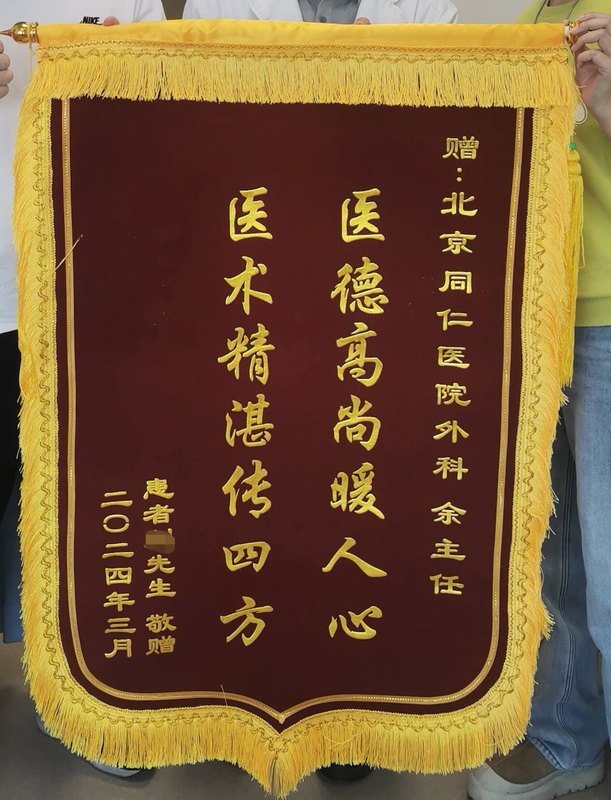 赠：北京同仁医院外科 余主任
医德高尚暖人心
医术精湛传四方
患者 先生 敬赠
二〇二四年三月
NIKE